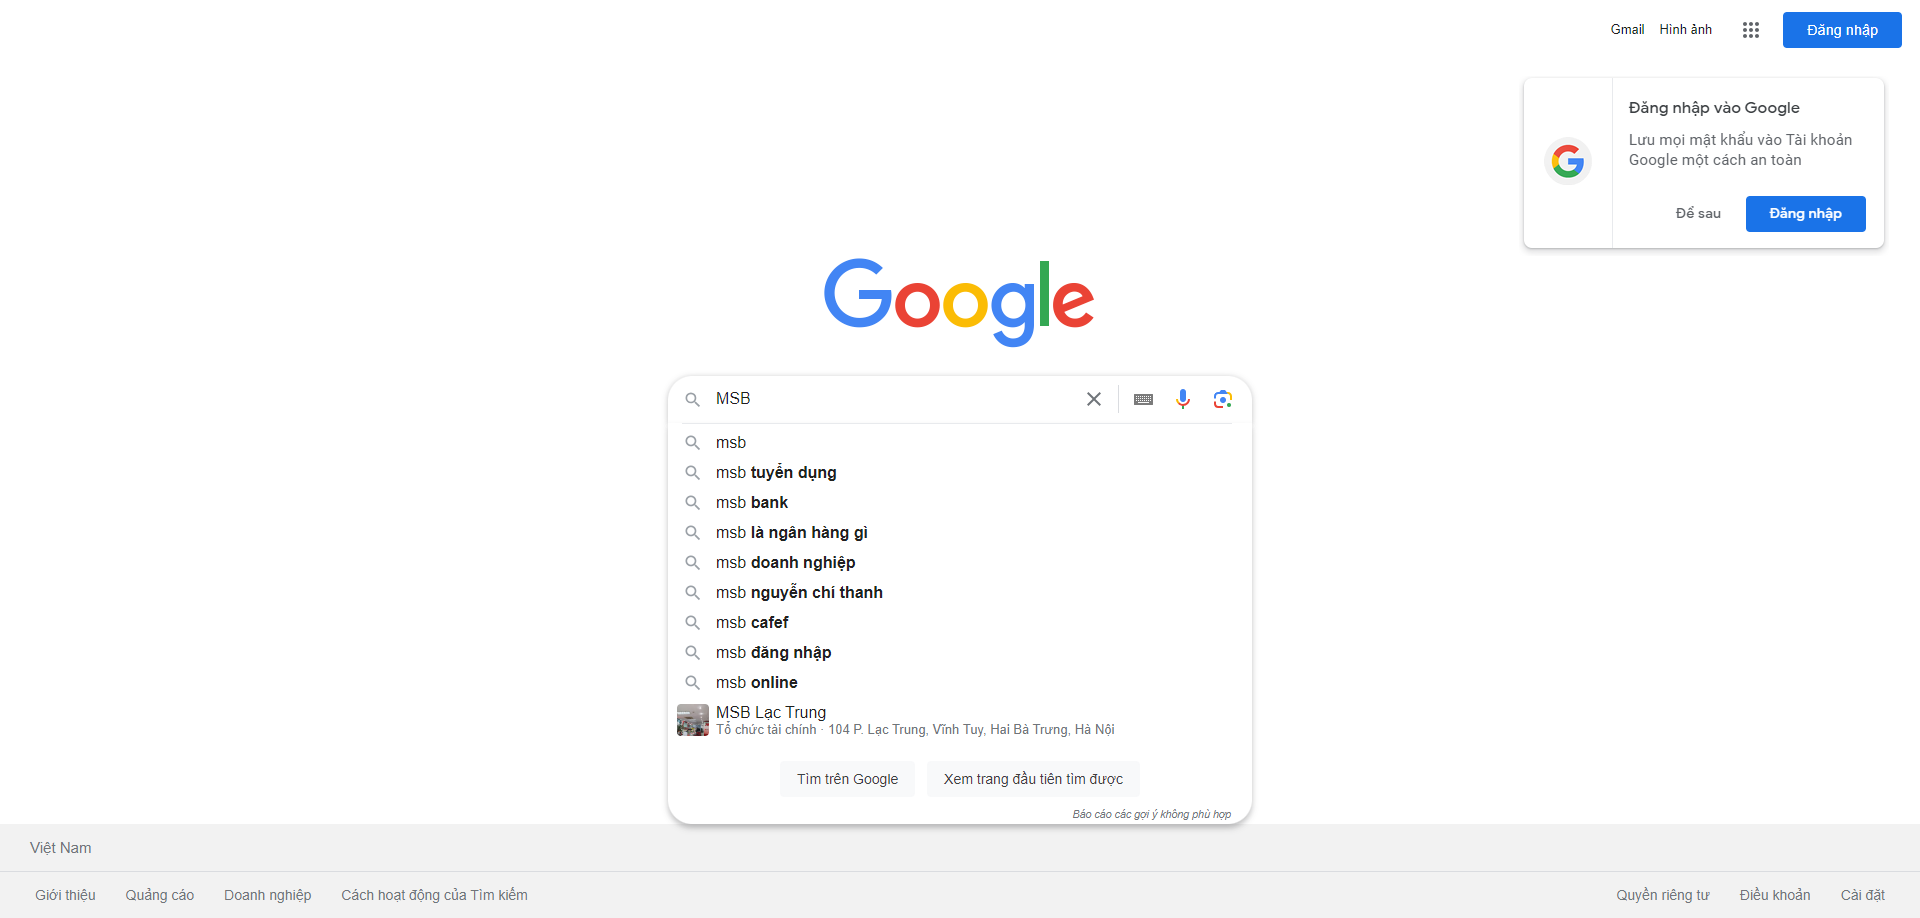 Gmail Hình ảnh Đăng nhập
Đăng nhập vào Google
Lưu mọi mật khẩu vào Tài khoản
Google một cách an toàn
Để sau Đăng nhập
Google
MSB
msb
msb tuyển dụng
msb bank
msb là ngân hàng gì
msb doanh nghiệp
msb nguyễn chí thanh
msb cafef
msb đăng nhập
msb online
MSB Lạc Trung
Tổ chức tài chính · 104 P. Lạc Trung, Vĩnh Tuy, Hai Bà Trưng, Hà Nội
Tìm trên Google Xem trang đầu tiên tìm được
Báo cáo các gợi ý không phù hợp
Việt Nam
Giới thiệu Quảng cáo Doanh nghiệp Cách hoạt động của Tìm kiếm Quyền riêng tư Điều khoản Cài đặt